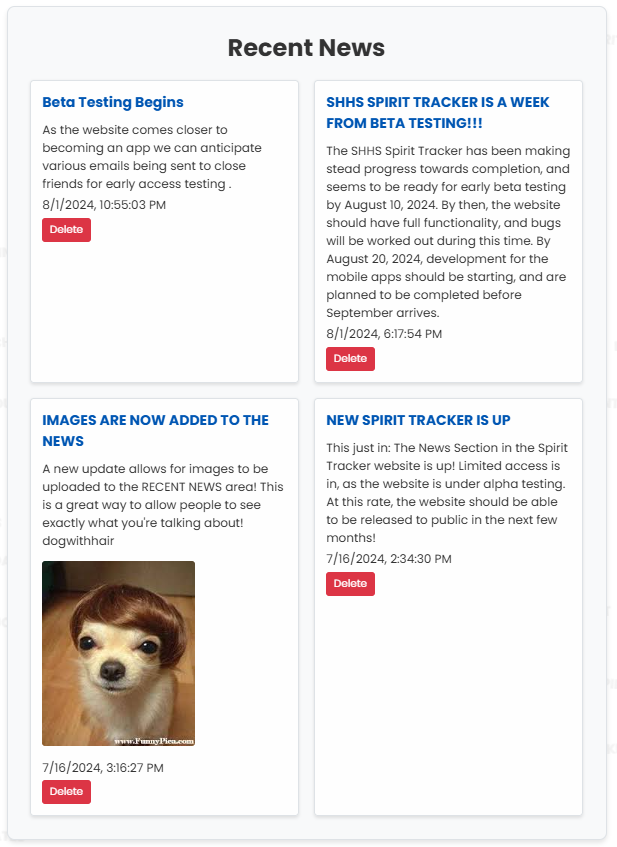 Recent News
Beta Testing Begins
As the website comes closer to
becoming an app we can anticipate
various emails being sent to close
friends for early access testing .
8/1/2024, 10:55:03 PM
Delete
SHHS SPIRIT TRACKER IS A WEEK
FROM BETA TESTING!!!
The SHHS Spirit Tracker has been making
stead progress towards completion, and
seems to be ready for early beta testing
by August 10, 2024. By then, the website
should have full functionality, and bugs
will be worked out during this time. By
August 20, 2024, development for the
mobile apps should be starting, and are
planned to be completed before
September arrives.
8/1/2024, 6:17:54 PM
Delete
IMAGES ARE NOW ADDED TO THE
NEWS
A new update allows for images to be
uploaded to the RECENT NEWS area! This
is a great way to allow people to see
exactly what you're talking about!
dogwithhair
www.FunnyPica.com
7/16/2024, 3:16:27 PM
Delete
NEW SPIRIT TRACKER IS UP
This just in: The News Section in the Spirit
Tracker website is up! Limited access is
in, as the website is under alpha testing.
At this rate, the website should be able
to be released to public in the next few
months!
7/16/2024, 2:34:30 PM
Delete